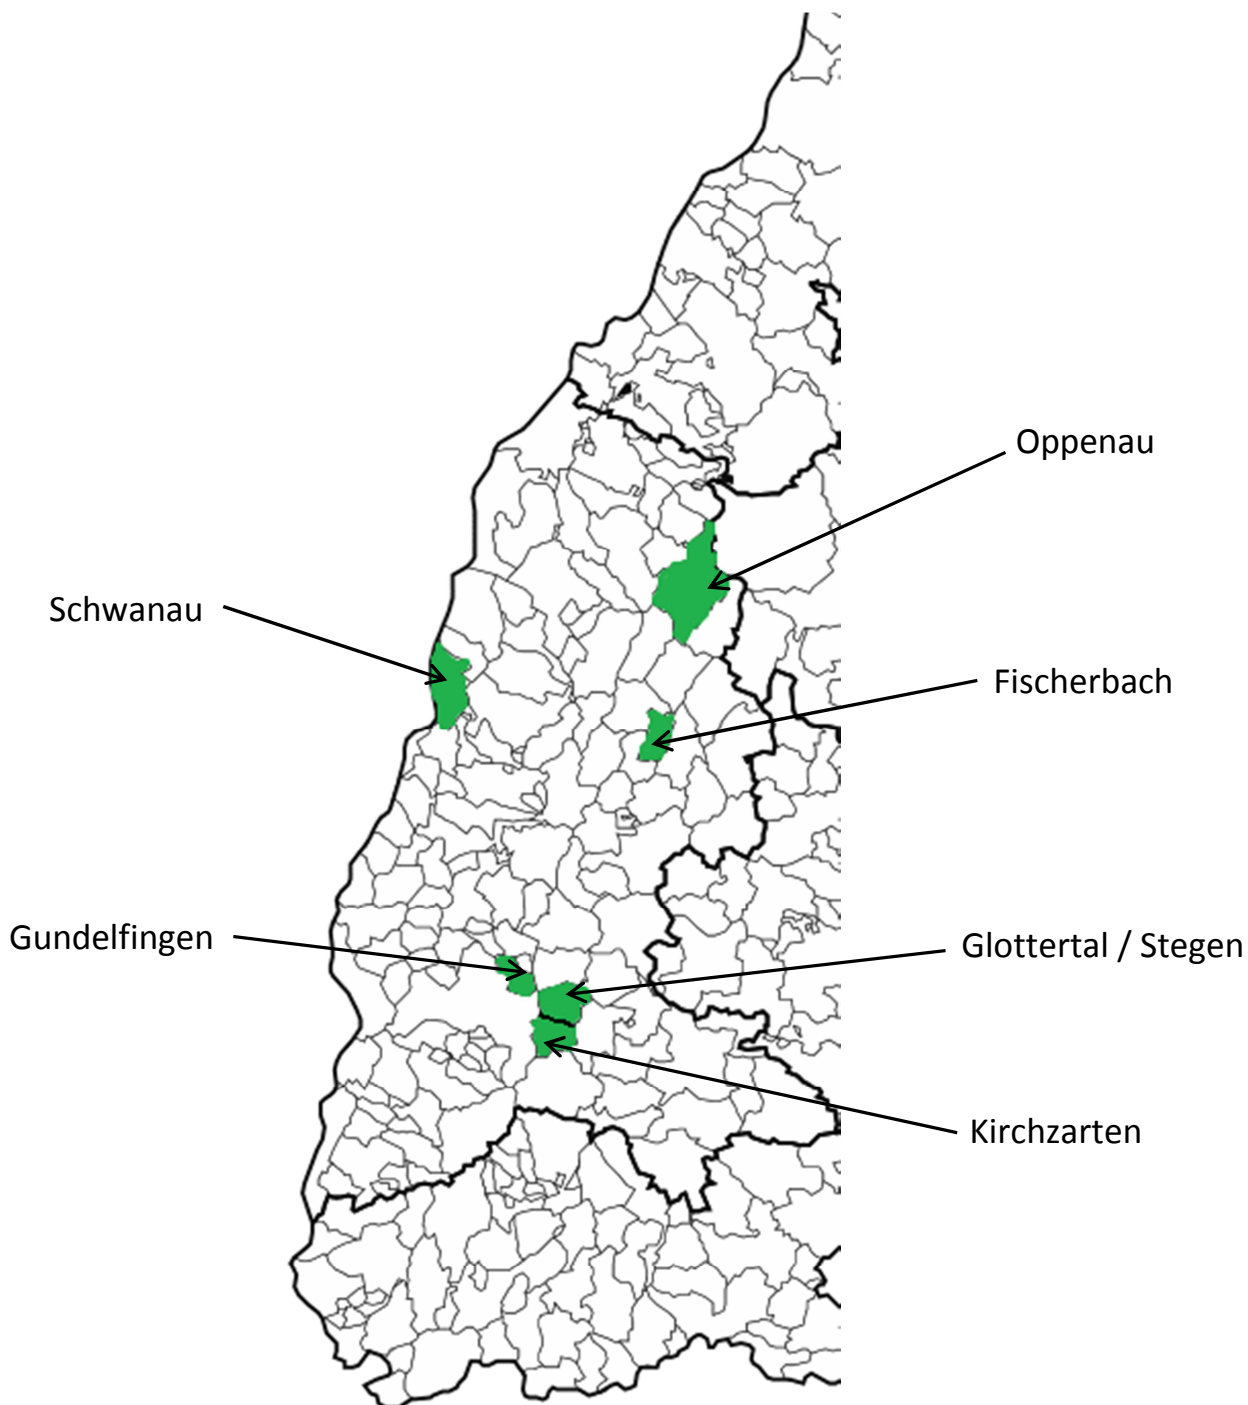 Oppenau
Schwanau
Fischerbach
Gundelfingen
Glottertal / Stegen
Kirchzarten